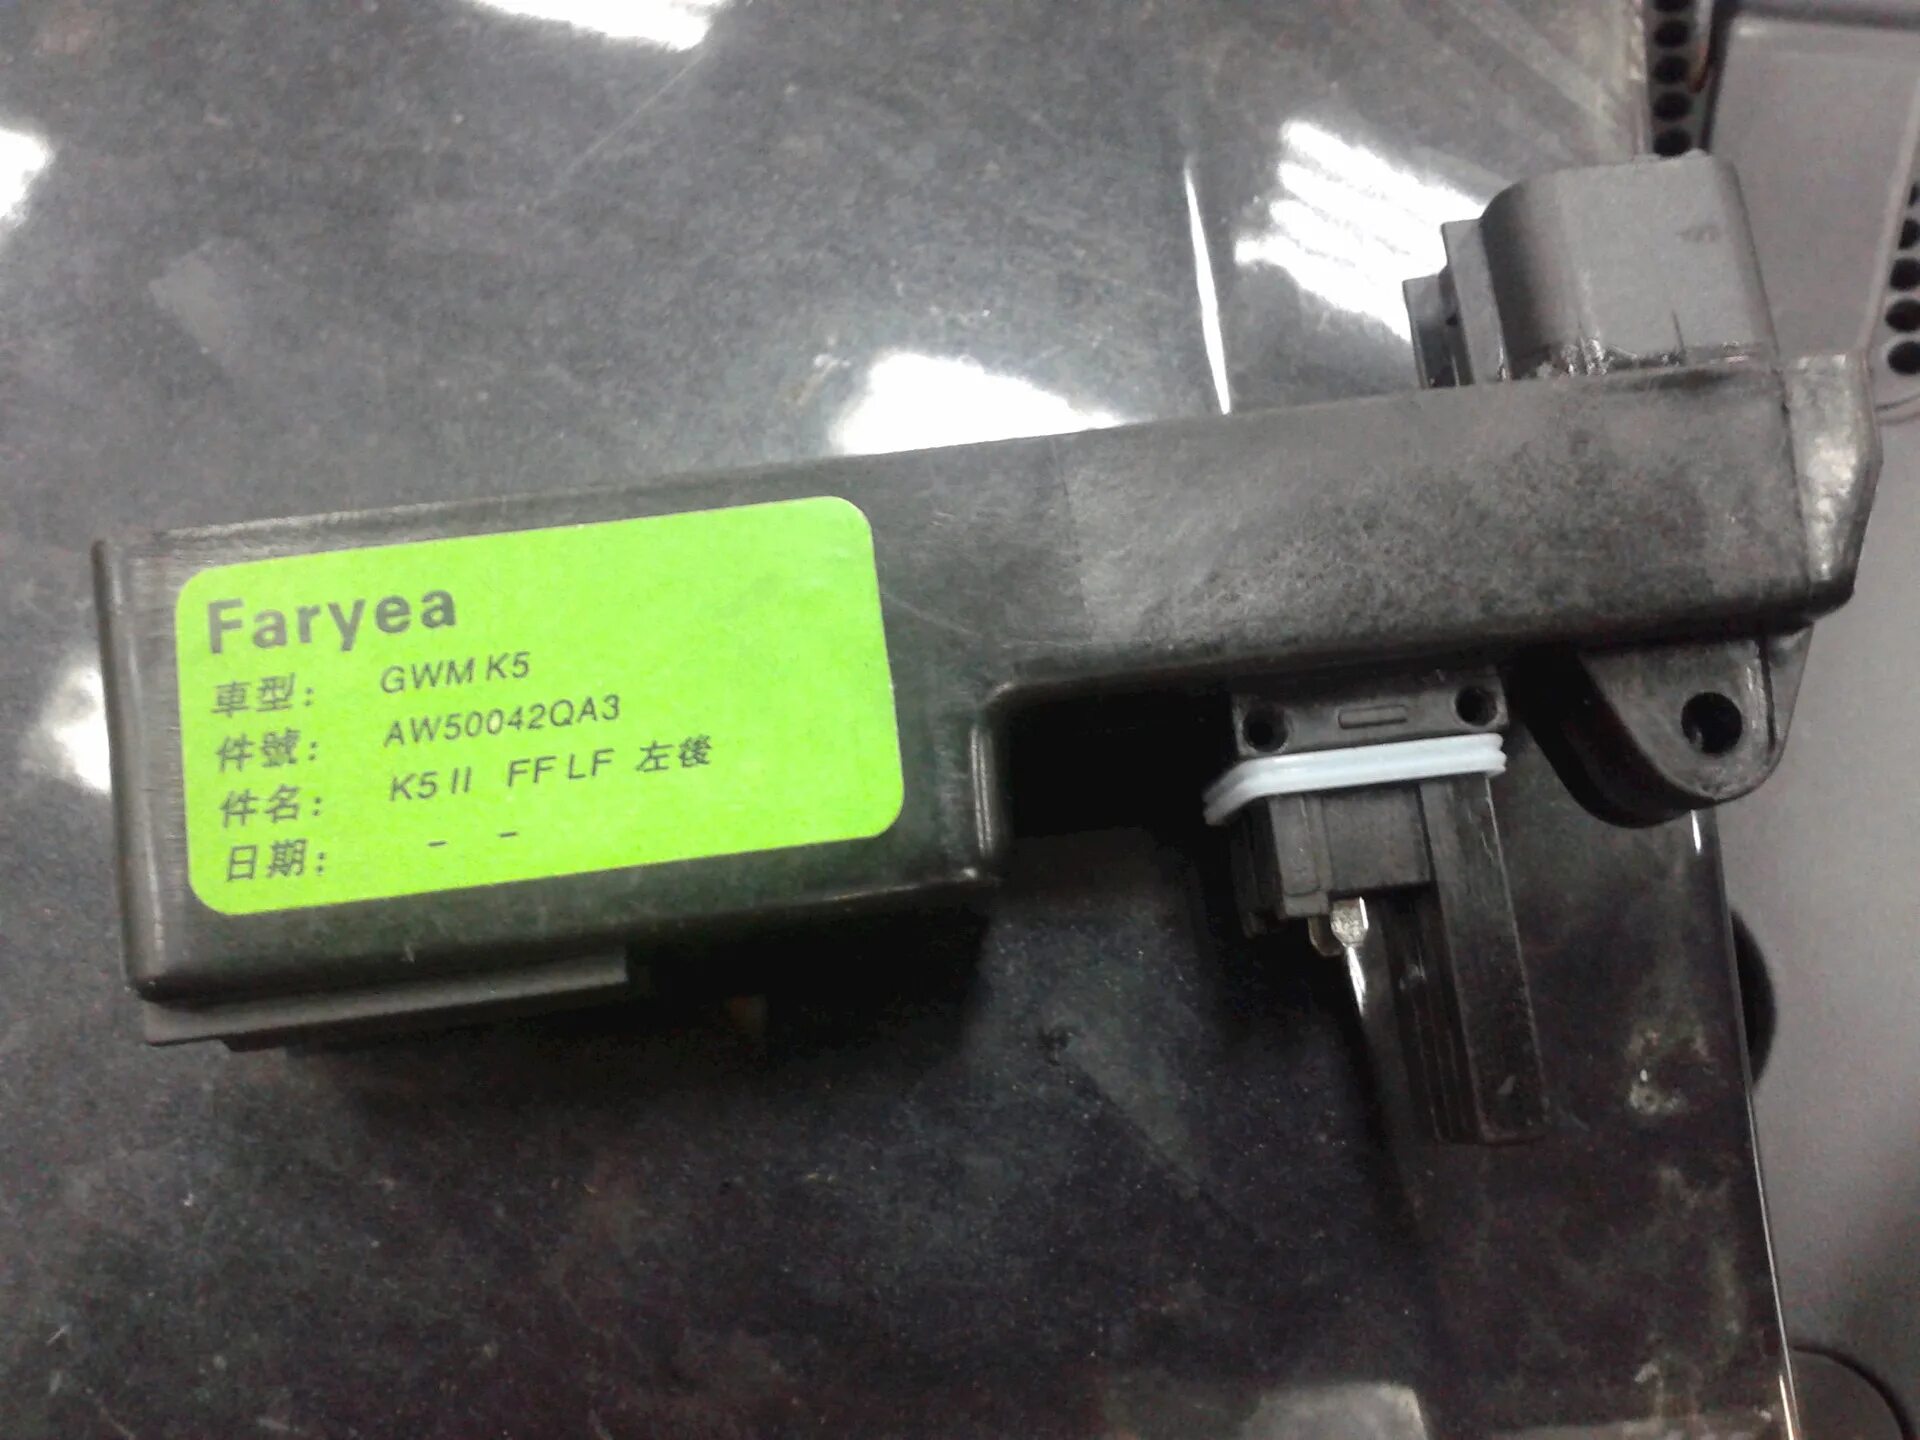 Faryea
車型： GWM K5
件號： AW50042QA3
件名： K5 II FF LF 左後
日期： - -